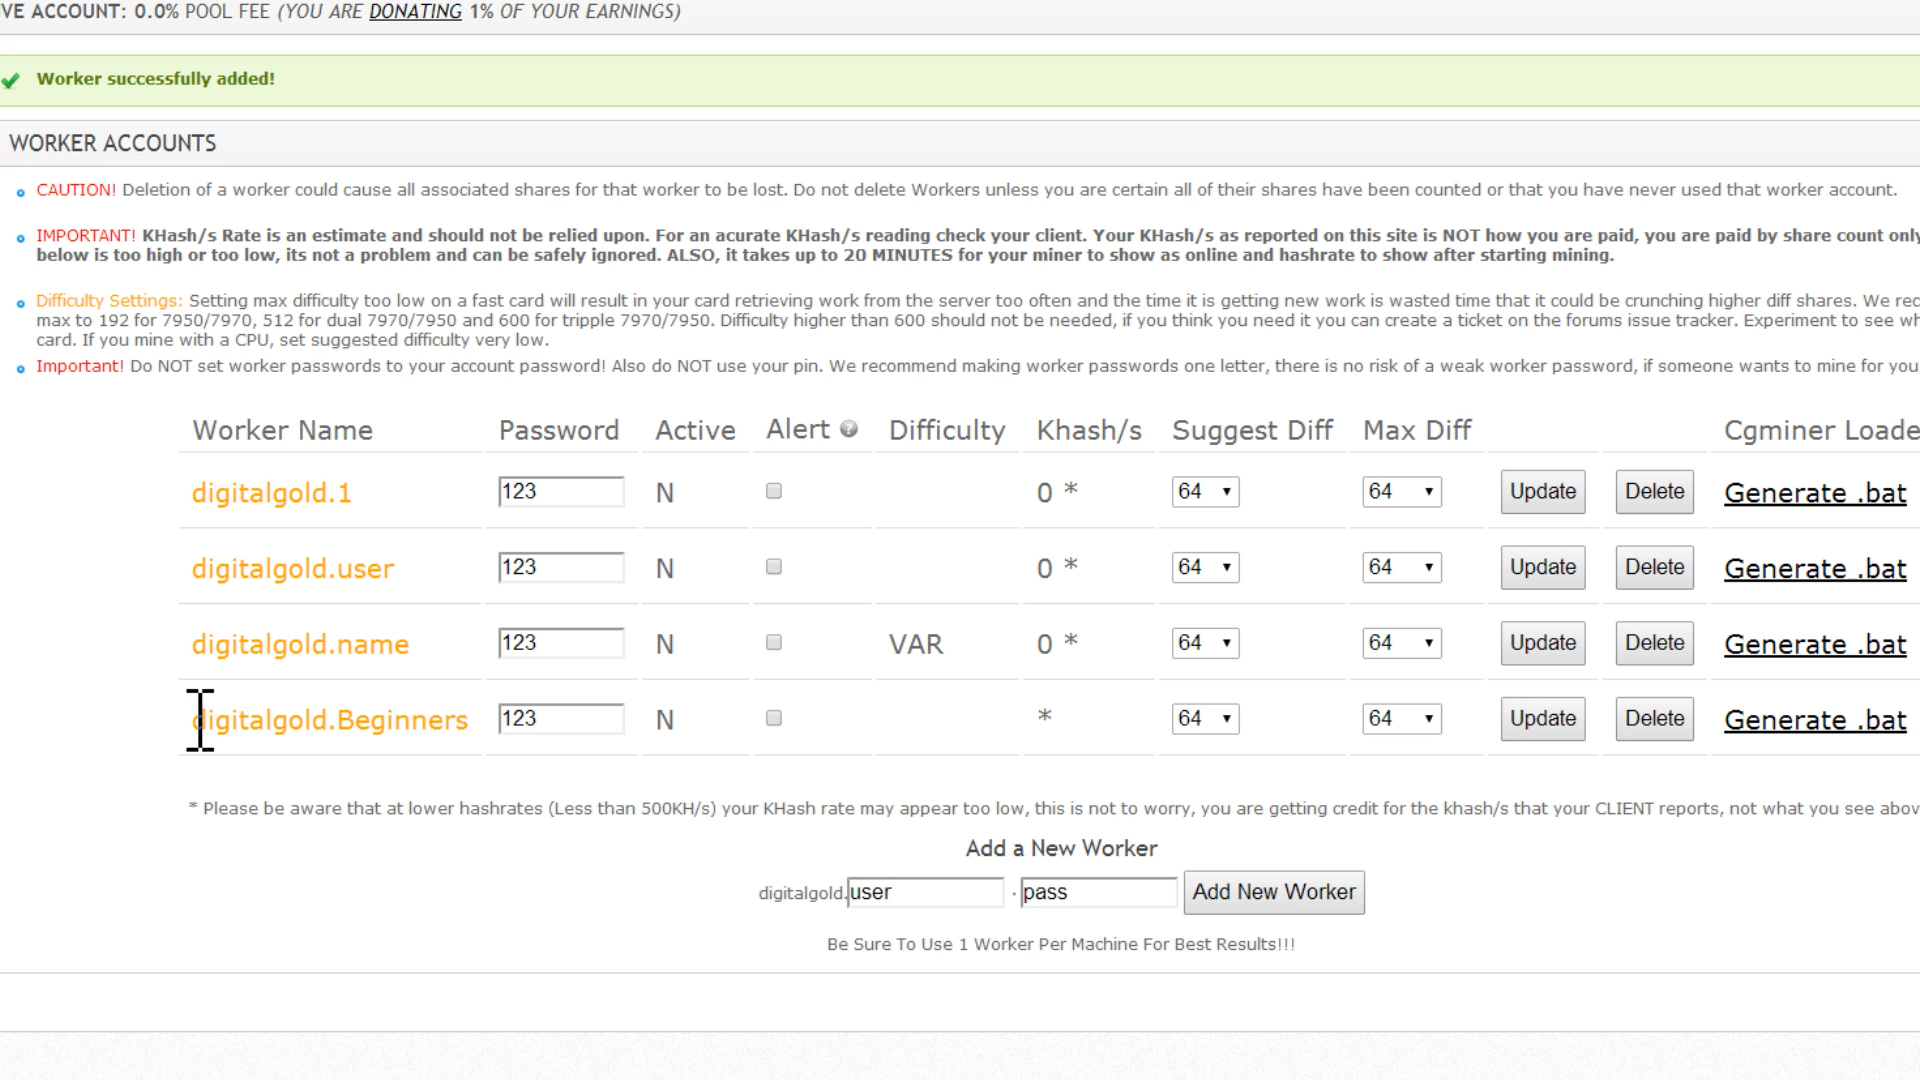 VE ACCOUNT: 0.0% POOL FEE (YOU ARE DONATING 1% OF YOUR EARNINGS)
Worker successfully added!
WORKER ACCOUNTS
CAUTION! Deletion of a worker could cause all associated shares for that worker to be lost. Do not delete Workers unless you are certain all of their shares have been counted or that you have never used that worker account.
IMPORTANT! KHash/s Rate is an estimate and should not be relied upon. For an acurate KHash/s reading check your client. Your KHash/s as reported on this site is NOT how you are paid, you are paid by share count only
below is too high or too low, its not a problem and can be safely ignored. ALSO, it takes up to 20 MINUTES for your miner to show as online and hashrate to show after starting mining.
Difficulty Settings: Setting max difficulty too low on a fast card will result in your card retrieving work from the server too often and the time it is getting new work is wasted time that it could be crunching higher diff shares. We rec
max to 192 for 7950/7970, 512 for dual 7970/7950 and 600 for tripple 7970/7950. Difficulty higher than 600 should not be needed, if you think you need it you can create a ticket on the forums issue tracker. Experiment to see wh
card. If you mine with a CPU, set suggested difficulty very low.
Important! Do NOT set worker passwords to your account password! Also do NOT use your pin. We recommend making worker passwords one letter, there is no risk of a weak worker password, if someone wants to mine for you,
Worker Name Password Active Alert ? Difficulty Khash/s Suggest Diff Max Diff Cgminer Loade
digitalgold.1 123 N 0 * 64 64 Update Delete Generate .bat
digitalgold.user 123 N 0 * 64 64 Update Delete Generate .bat
digitalgold.name 123 N VAR 0 * 64 64 Update Delete Generate .bat
digitalgold.Beginners 123 N * 64 64 Update Delete Generate .bat
* Please be aware that at lower hashrates (Less than 500KH/s) your KHash rate may appear too low, this is not to worry, you are getting credit for the khash/s that your CLIENT reports, not what you see abov
Add a New Worker
digitalgold.user · pass Add New Worker
Be Sure To Use 1 Worker Per Machine For Best Results!!!